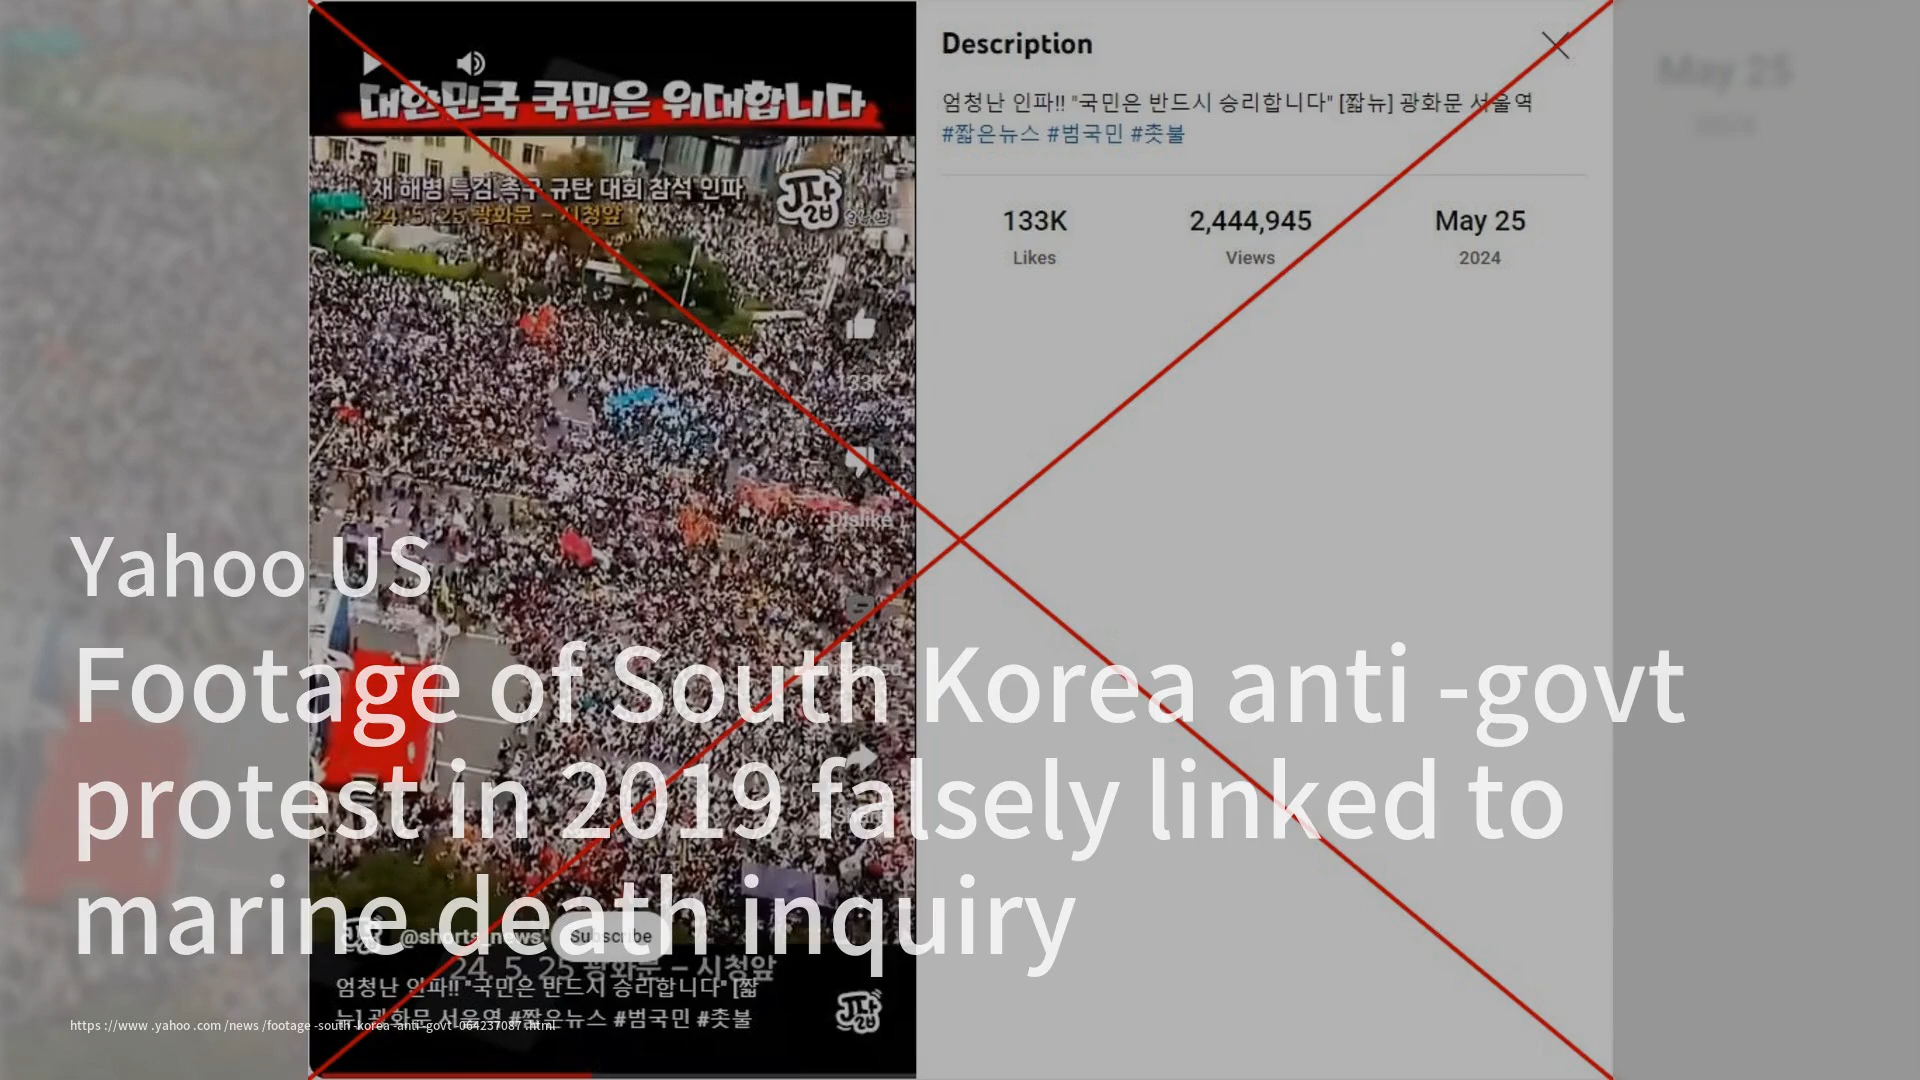 대한민국 국민은 위대합니다
채 해병 특검 촉구 규탄 대회 참석 인파
24. 5. 25 광화문 - 시청앞
133K
Dislike
@shorts_news
Subscribe
24. 5. 25 광화문 - 시청앞
엄청난 인파!! "국민은 반드시 승리합니다" [짧
뉴] 광화문 서울역 #짧은뉴스 #범국민 #촛불
Description
엄청난 인파!! "국민은 반드시 승리합니다" [짧뉴] 광화문 서울역
#짧은뉴스 #범국민 #촛불
133K
2,444,945
May 25
Likes
Views
2024
May 25
Yahoo US
Footage of South Korea anti -govt
protest in 2019 falsely linked to
marine death inquiry
https ://www .yahoo .com /news /footage -south -korea -anti -govt -064237087 .html